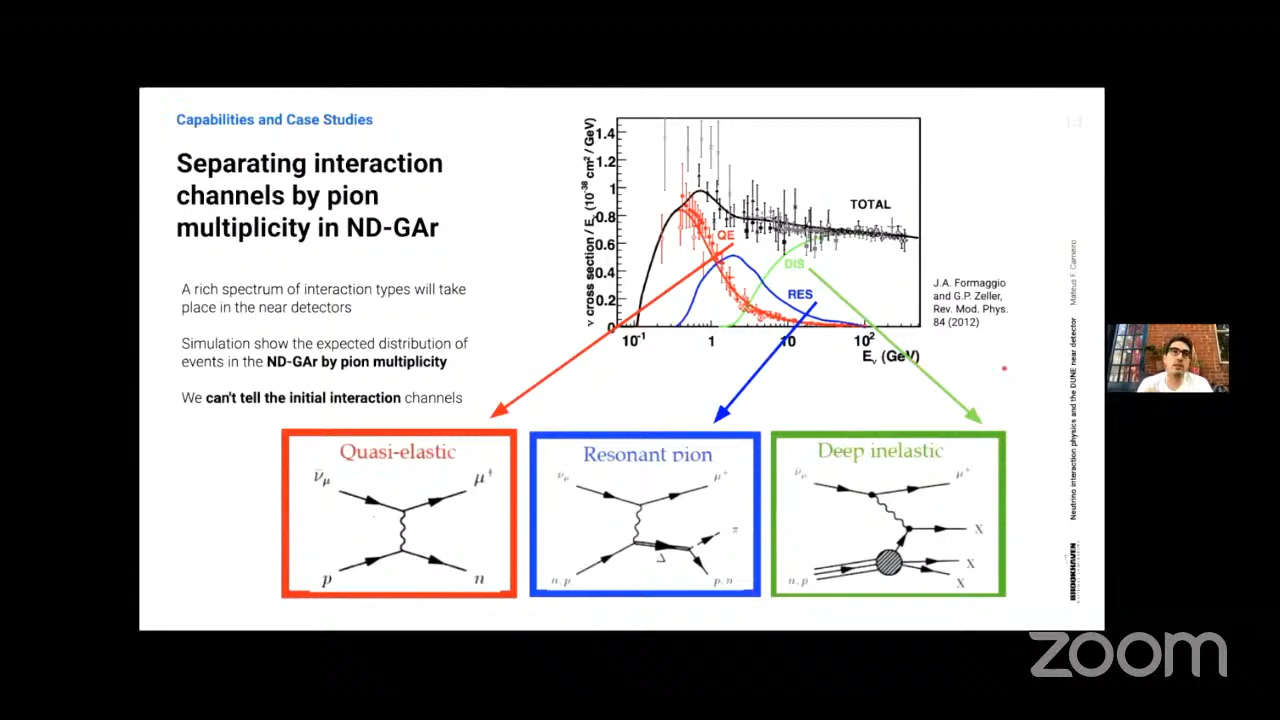 Capabilities and Case Studies
Separating interaction
channels by pion
multiplicity in ND-GAr
A rich spectrum of interaction types will take
place in the near detectors
Simulation show the expected distribution of
events in the ND-GAr by pion multiplicity
We can't tell the initial interaction channels
ν cross section / Eν (10⁻³⁸ cm² / GeV)
1.4
1.2
1
0.8
0.6
0.4
0.2
0
10⁻¹
1
10
10²
Eν (GeV)
TOTAL
QE
DIS
RES
J.A. Formaggio
and G.P. Zeller,
Rev. Mod. Phys.
84 (2012)
Quasi-elastic
ν̄μ
μ⁺
p
n
Resonant pion
μ⁺
π
Δ
n, p
p, n
Deep inelastic
μ⁺
X
X
X
n, p
Neutrino interaction physics and the DUNE near detector
Mateus F. Carneiro
BROOKHAVEN
zoom